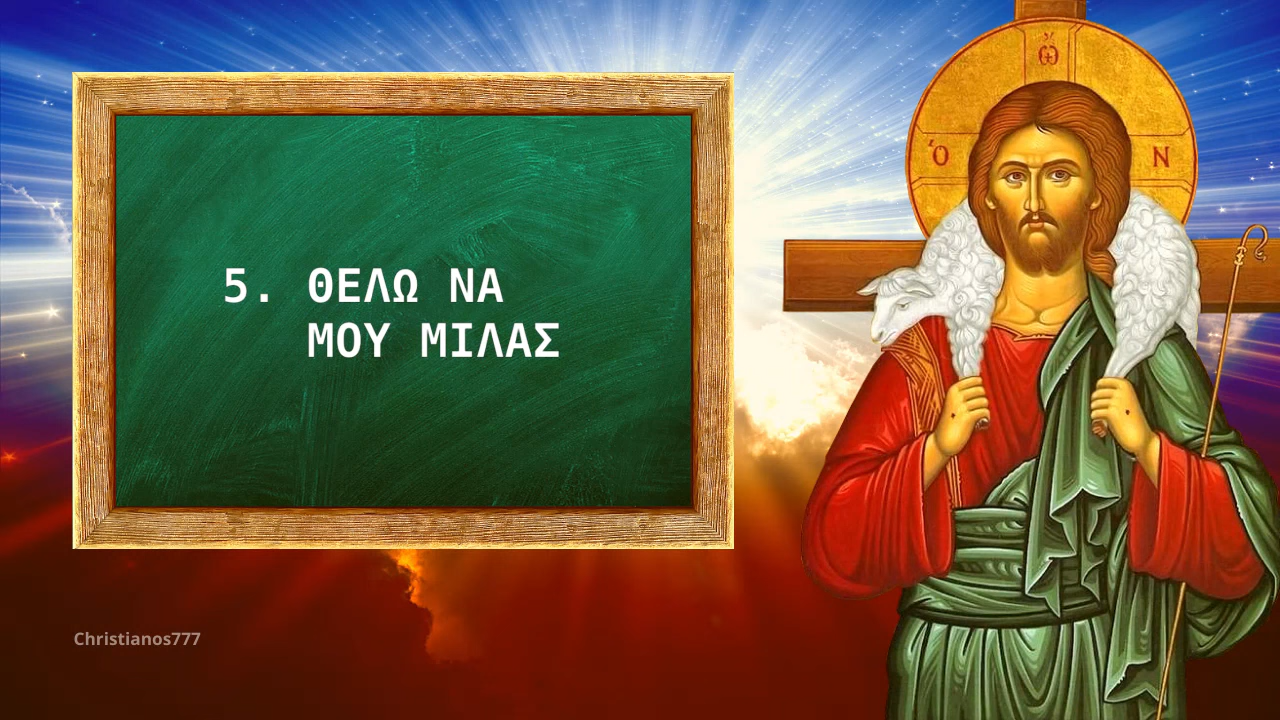 5. ΘΕΛΩ ΝΑ
ΜΟΥ ΜΙΛΑΣ
Ὁ Ὤ Ν
Christianos777